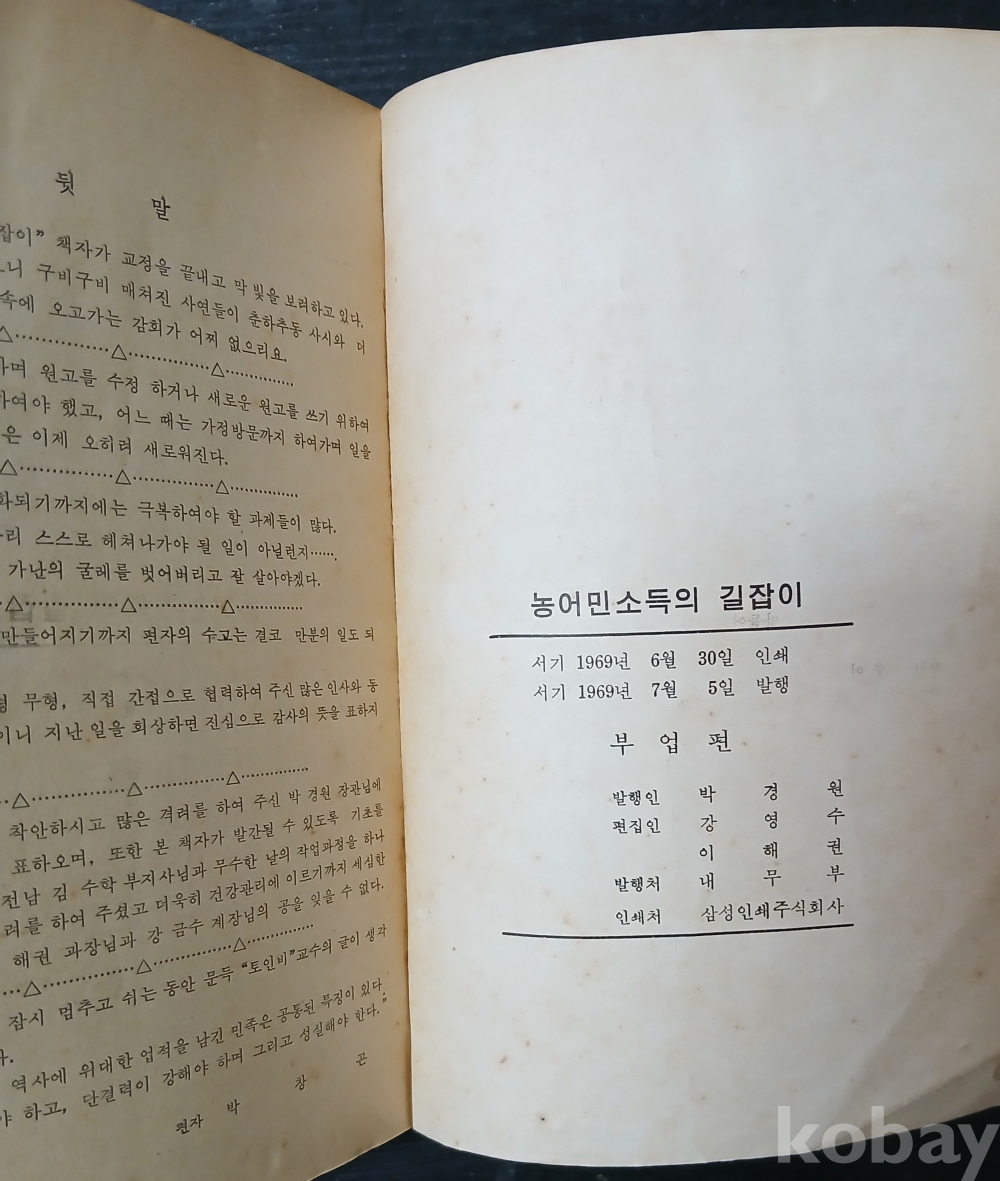 뒷 말
잡이” 책자가 교정을 끝내고 막 빛을 보려하고 있다.
니 구비구비 매쳐진 사연들이 춘하추동 사시와 더
속에 오고가는 감회가 어찌 없으리요.
△……………△……………△……………
가며 원고를 수정 하거나 새로운 원고를 쓰기 위하여
하여야 했고, 어느 때는 가정방문까지 하여가며 일을
은 이제 오히려 새로워진다.
△……………△……………△……………
화되기까지에는 극복하여야 할 과제들이 많다.
리 스스로 헤쳐나가야 될 일이 아닐런지……
가난의 굴레를 벗어버리고 잘 살아야겠다.
△……………△……………△……………
만들어지기까지 편자의 수고는 결코 만분의 일도 되
형 무형, 직접 간접으로 협력하여 주신 많은 인사와 동
이니 지난 일을 회상하면 진심으로 감사의 뜻을 표하지
△……………△……………△……………
착안하시고 많은 격려를 하여 주신 박 경원 장관님에
표하오며, 또한 본 책자가 발간될 수 있도록 기초를
전남 김 수학 부지사님과 무수한 날의 작업과정을 하나
려를 하여 주셨고 더욱히 건강관리에 이르기까지 세심한
해권 과장님과 강 금수 계장님의 공을 잊을 수 없다.
△……………△……………△……………
잠시 멈추고 쉬는 동안 문득 “토인비”교수의 글이 생각
다.
역사에 위대한 업적을 남긴 민족은 공통된 특징이 있다
야 하고, 단결력이 강해야 하며 그리고 성실해야 한다.”
편자 박 창 곤
농어민소득의 길잡이
서기 1969년 6월 30일 인쇄
서기 1969년 7월 5일 발행
부 업 편
발행인 박 경 원
편집인 강 영 수
이 해 권
발행처 내 무 부
인쇄처 삼성인쇄주식회사
kobay